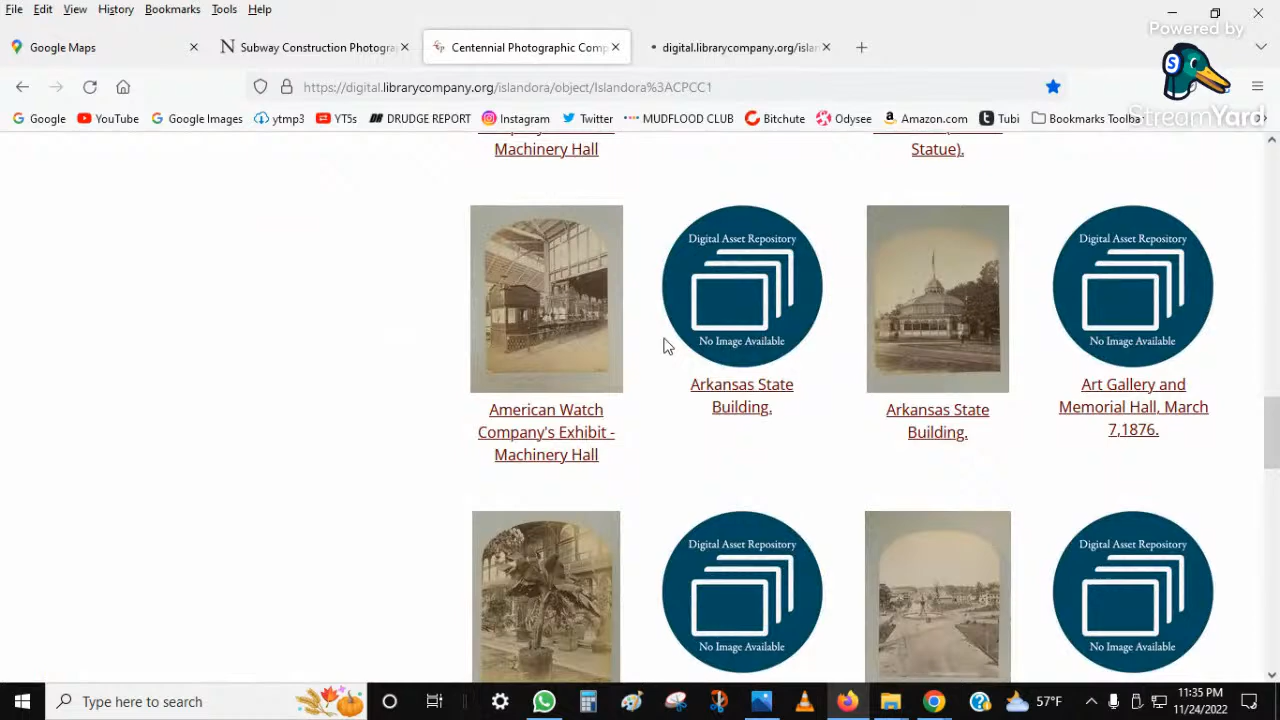 File Edit View History Bookmarks Tools Help
Powered by
Google Maps
Subway Construction Photogra
Centennial Photographic Comp
digital.librarycompany.org/islan
https://digital.librarycompany.org/islandora/object/Islandora%3ACPCC1
StreamYard
Google YouTube Google Images ytmp3 YT5s DRUDGE REPORT Instagram Twitter MUDFLOOD CLUB Bitchute Odysee Amazon.com Tubi Bookmarks Toolbar
Machinery Hall
Statue).
Digital Asset Repository
No Image Available
Digital Asset Repository
No Image Available
American Watch
Company's Exhibit -
Machinery Hall
Arkansas State
Building.
Arkansas State
Building.
Art Gallery and
Memorial Hall, March
7,1876.
Digital Asset Repository
No Image Available
Digital Asset Repository
No Image Available
Type here to search
57°F
11:35 PM
11/24/2022